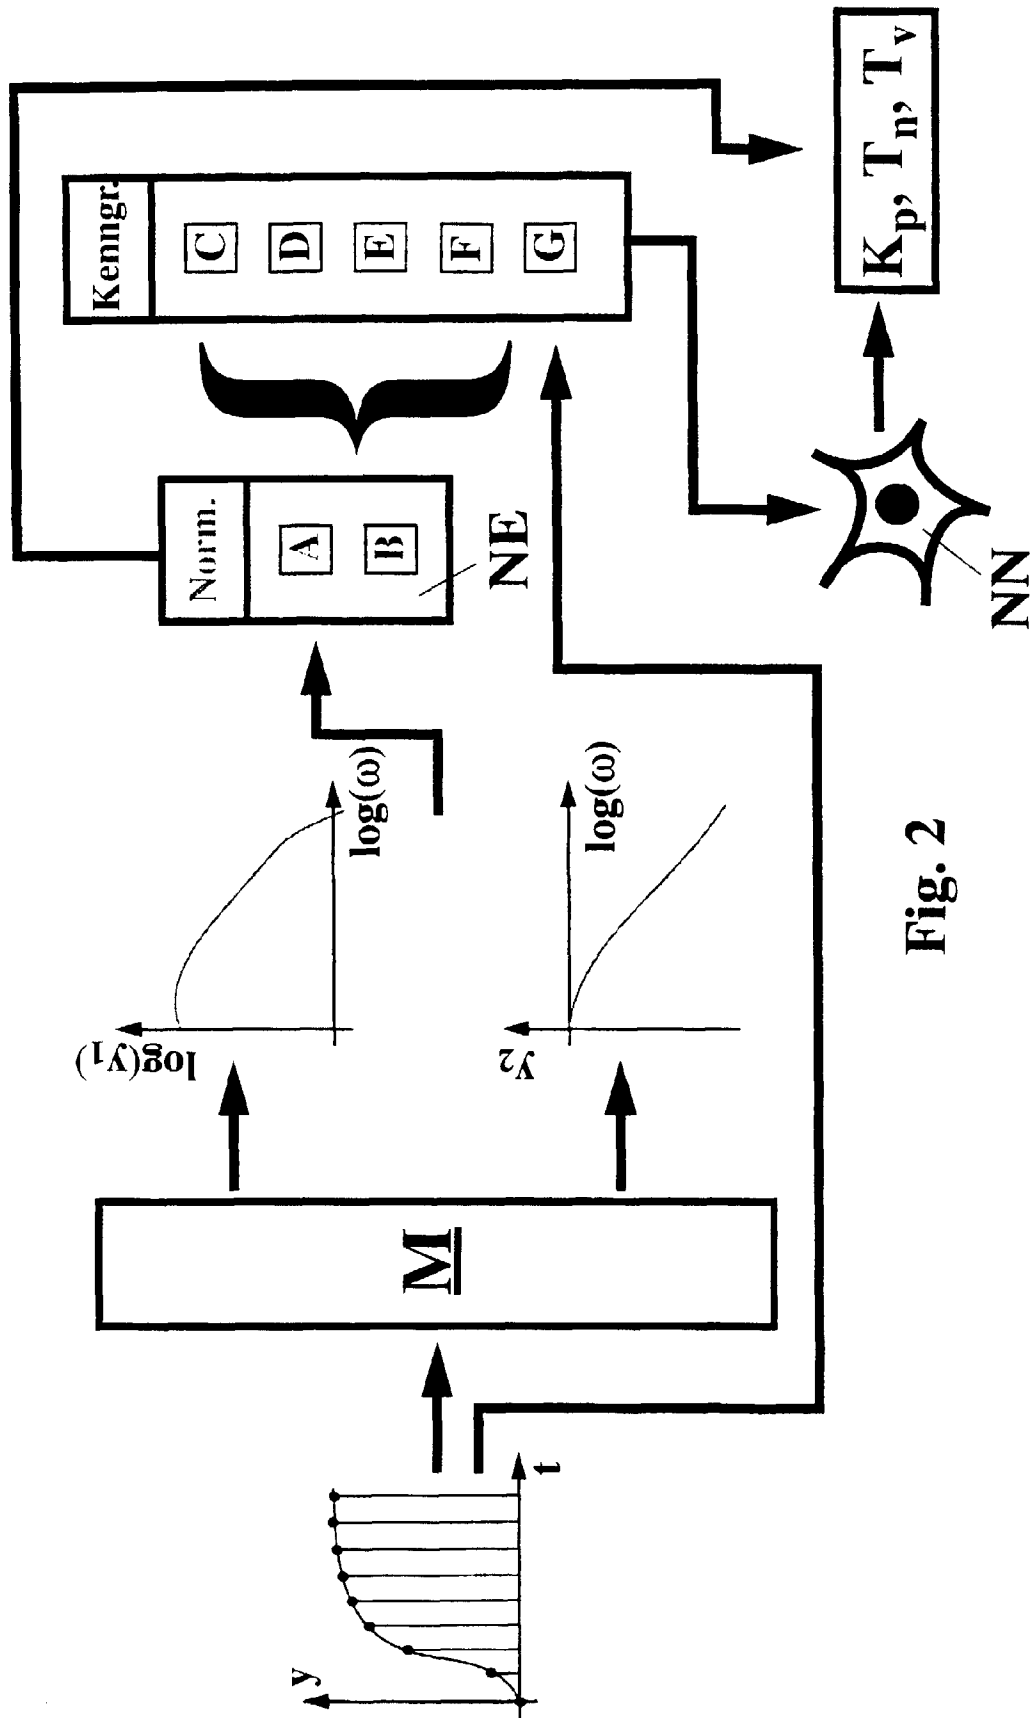 y
t
M
log(y1)
log(ω)
y2
log(ω)
Norm.
A
B
NE
Kenngr.
C
D
E
F
G
NN
Kp, Tn, Tv
Fig. 2